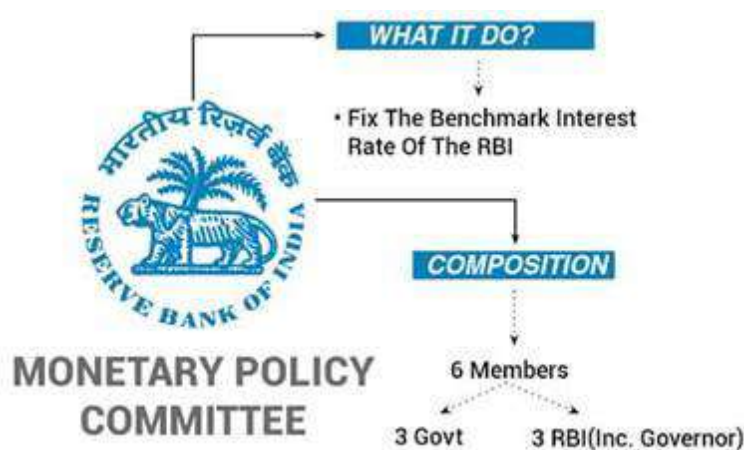 WHAT IT DO?
• Fix The Benchmark Interest
Rate Of The RBI
भारतीय रिज़र्व बैंक
RESERVE BANK OF INDIA
COMPOSITION
MONETARY POLICY
COMMITTEE
6 Members
3 Govt
3 RBI(Inc. Governor)